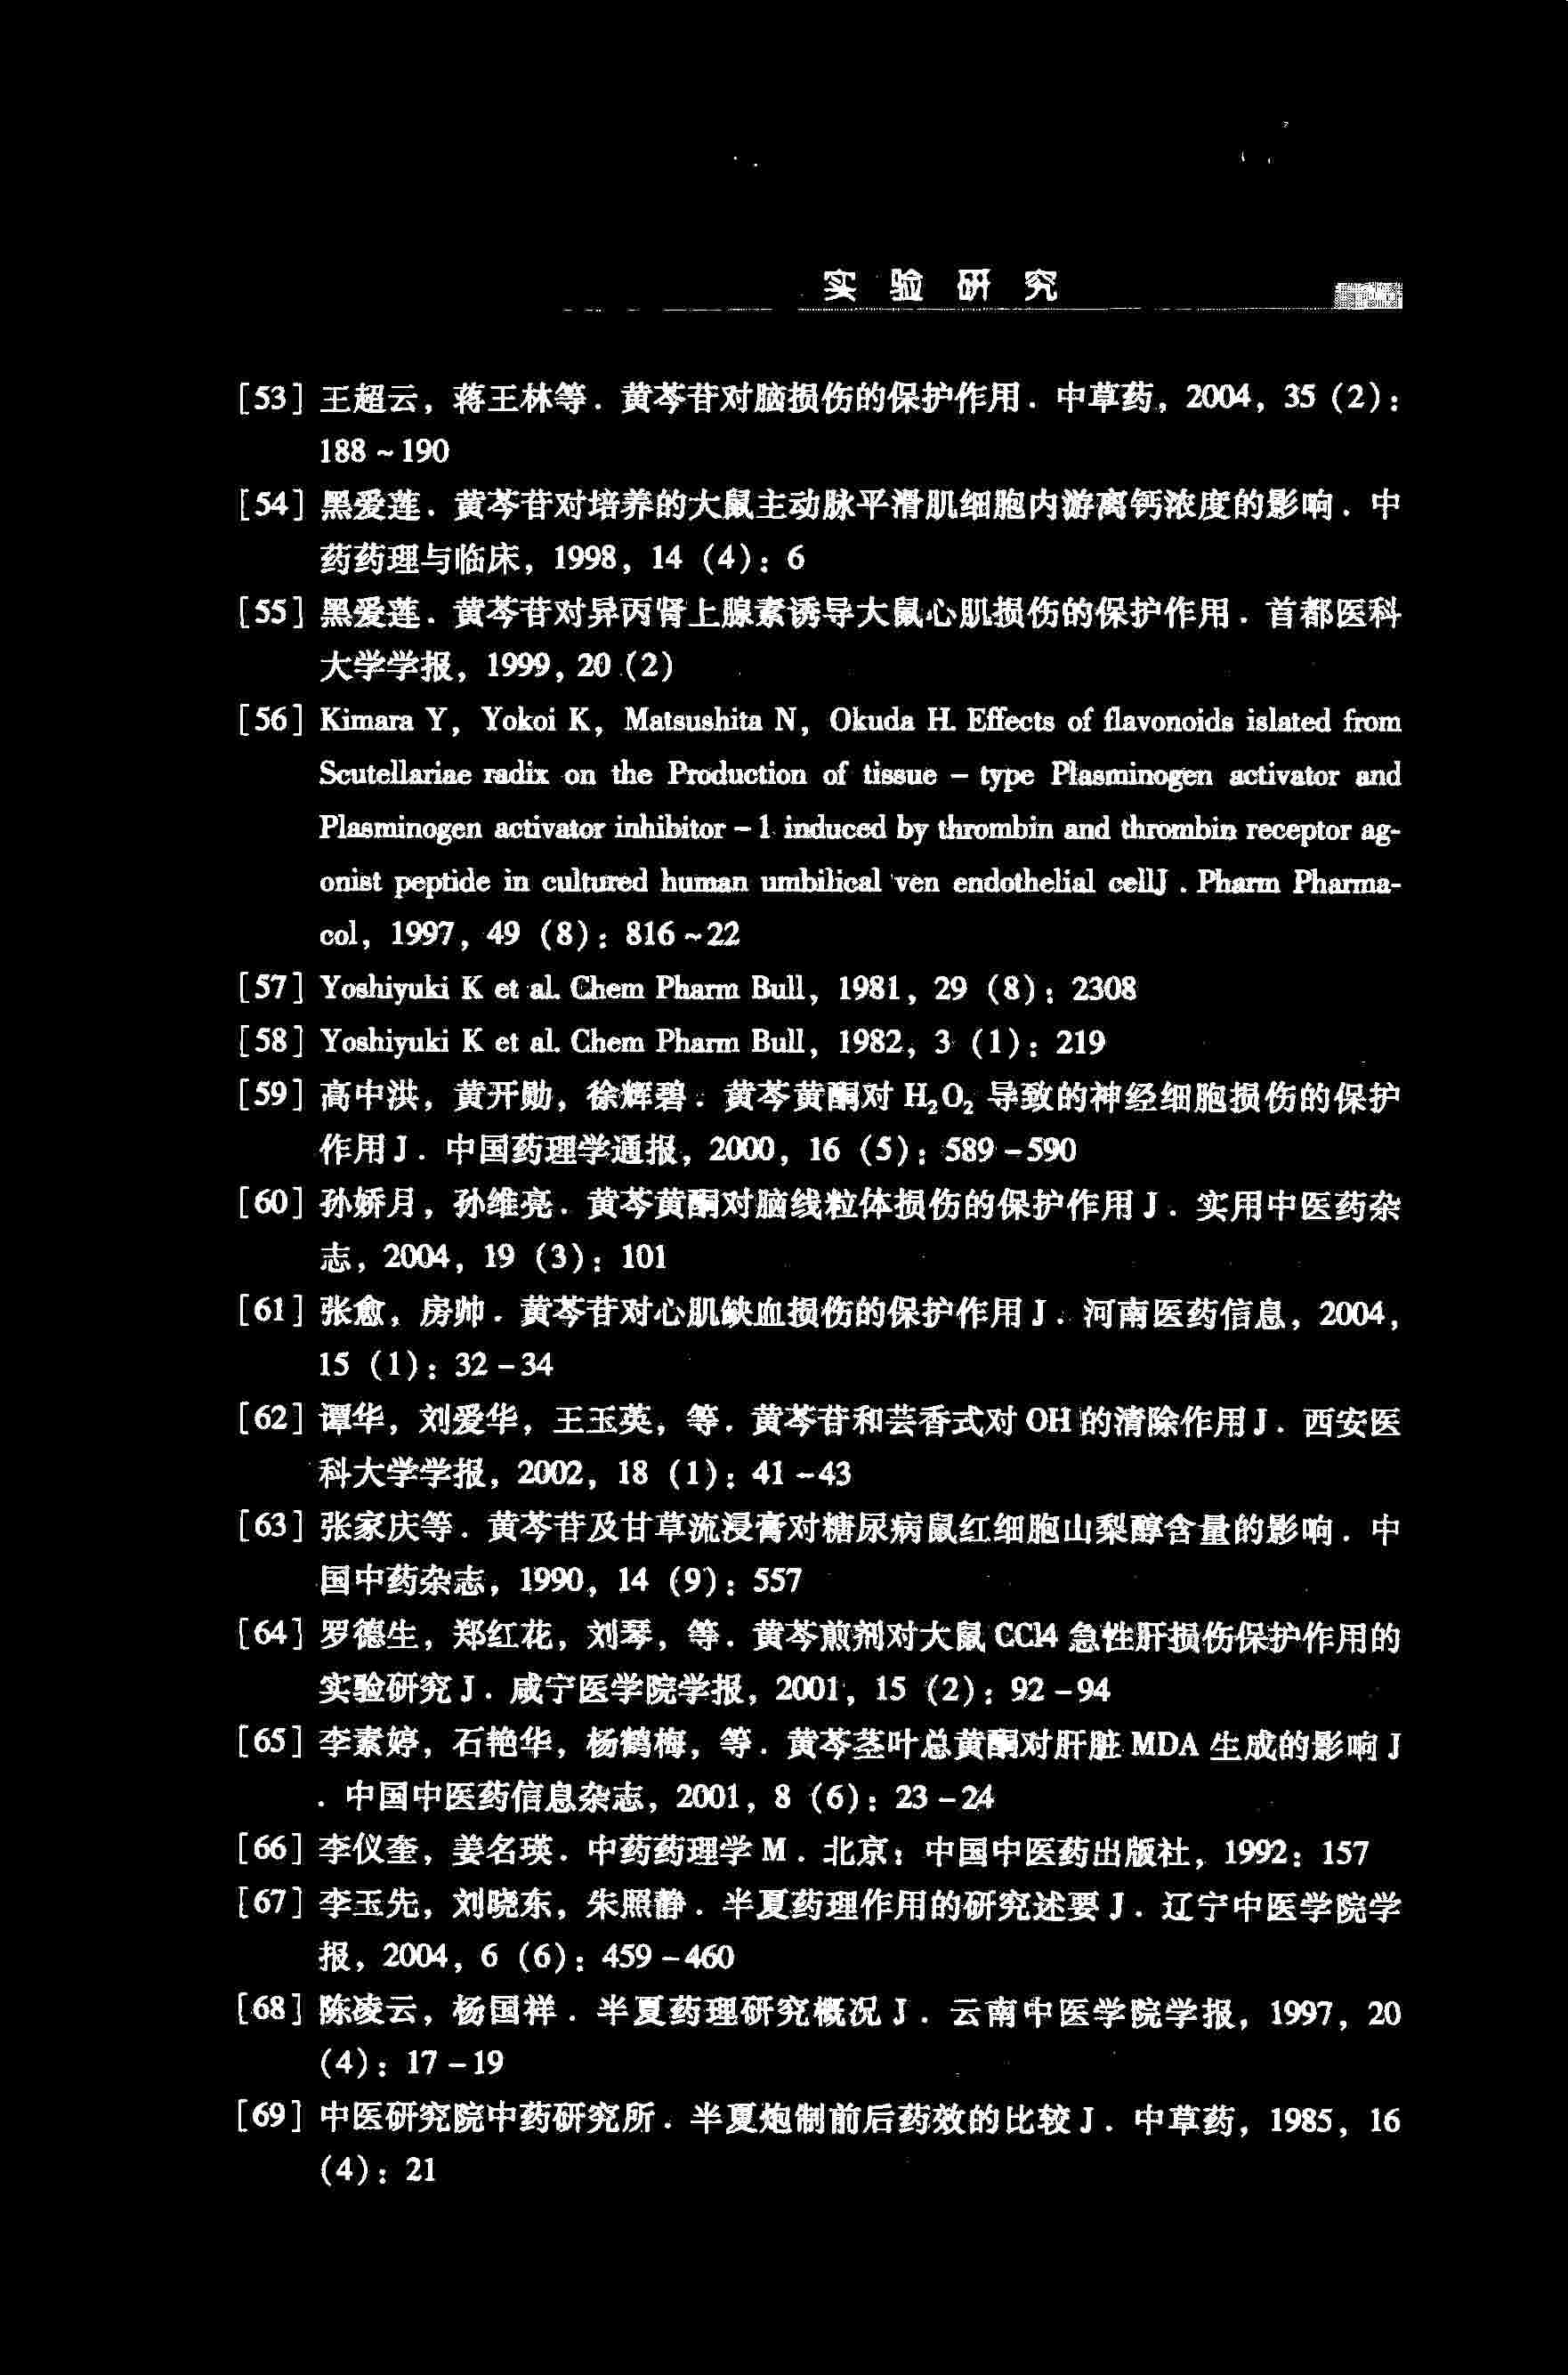 实验研究
[53] 王超云，蒋王林等．黄芩苷对脑损伤的保护作用．中草药，2004，35（2）：
188～190
[54] 黑爱莲．黄芩苷对培养的大鼠主动脉平滑肌细胞内游离钙浓度的影响．中
药药理与临床，1998，14（4）：6
[55] 黑爱莲．黄芩苷对异丙肾上腺素诱导大鼠心肌损伤的保护作用．首都医科
大学学报，1999，20（2）
[56] Kimara Y, Yokoi K, Matsushita N, Okuda H. Effects of flavonoids islated from
Scutellariae radix on the Production of tissue – type Plasminogen activator and
Plasminogen activator inhibitor – 1 induced by thrombin and thrombin receptor ag-
onist peptide in cultured human umbilical ven endothelial cellJ . Pharm Pharma-
col, 1997, 49 (8): 816～22
[57] Yoshiyuki K et al. Chem Pharm Bull, 1981, 29 (8): 2308
[58] Yoshiyuki K et al. Chem Pharm Bull, 1982, 3 (1): 219
[59] 高中洪，黄开勋，徐辉碧．黄芩黄酮对 H₂O₂ 导致的神经细胞损伤的保护
作用 J．中国药理学通报，2000，16（5）：589–590
[60] 孙娇月，孙维亮．黄芩黄酮对脑线粒体损伤的保护作用 J．实用中医药杂
志，2004，19（3）：101
[61] 张愈，房帅．黄芩苷对心肌缺血损伤的保护作用 J．河南医药信息，2004，
15（1）：32–34
[62] 谭华，刘爱华，王玉英，等．黄芩苷和芸香式对 OH 的清除作用 J．西安医
科大学学报，2002，18（1）：41–43
[63] 张家庆等．黄芩苷及甘草流浸膏对糖尿病鼠红细胞山梨醇含量的影响．中
国中药杂志，1990，14（9）：557
[64] 罗德生，郑红花，刘琴，等．黄芩煎剂对大鼠 CCl4 急性肝损伤保护作用的
实验研究 J．咸宁医学院学报，2001，15（2）：92–94
[65] 李素婷，石艳华，杨鹤梅，等．黄芩茎叶总黄酮对肝脏 MDA 生成的影响 J
．中国中医药信息杂志，2001，8（6）：23–24
[66] 李仪奎，姜名瑛．中药药理学 M．北京：中国中医药出版社，1992：157
[67] 李玉先，刘晓东，朱照静．半夏药理作用的研究述要 J．辽宁中医学院学
报，2004，6（6）：459–460
[68] 陈凌云，杨国祥．半夏药理研究概况 J．云南中医学院学报，1997，20
（4）：17–19
[69] 中医研究院中药研究所．半夏炮制前后药效的比较 J．中草药，1985，16
（4）：21